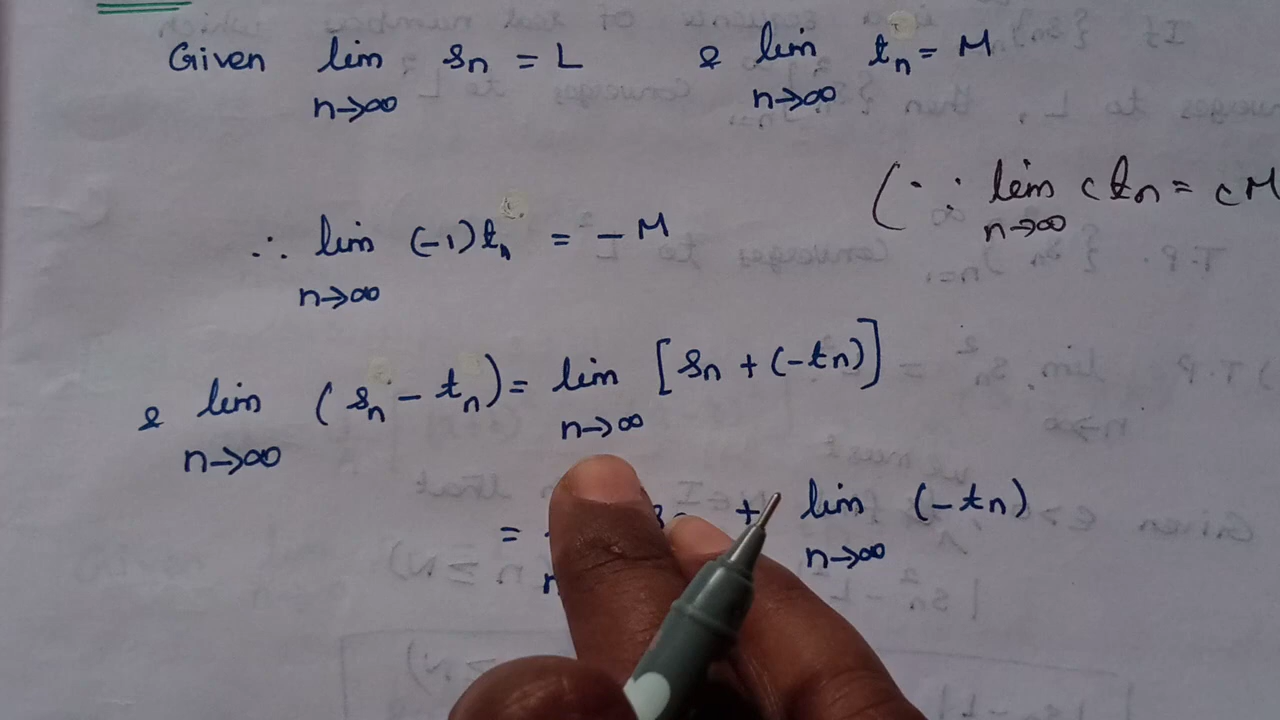 Given lim sn = L & lim tn = M
n→∞ n→∞
(∵ lim ctn = cM
n→∞
∴ lim (-1)tn = -M
n→∞
& lim (sn - tn) = lim [sn + (-tn)]
n→∞ n→∞
= + lim (-tn)
n→∞